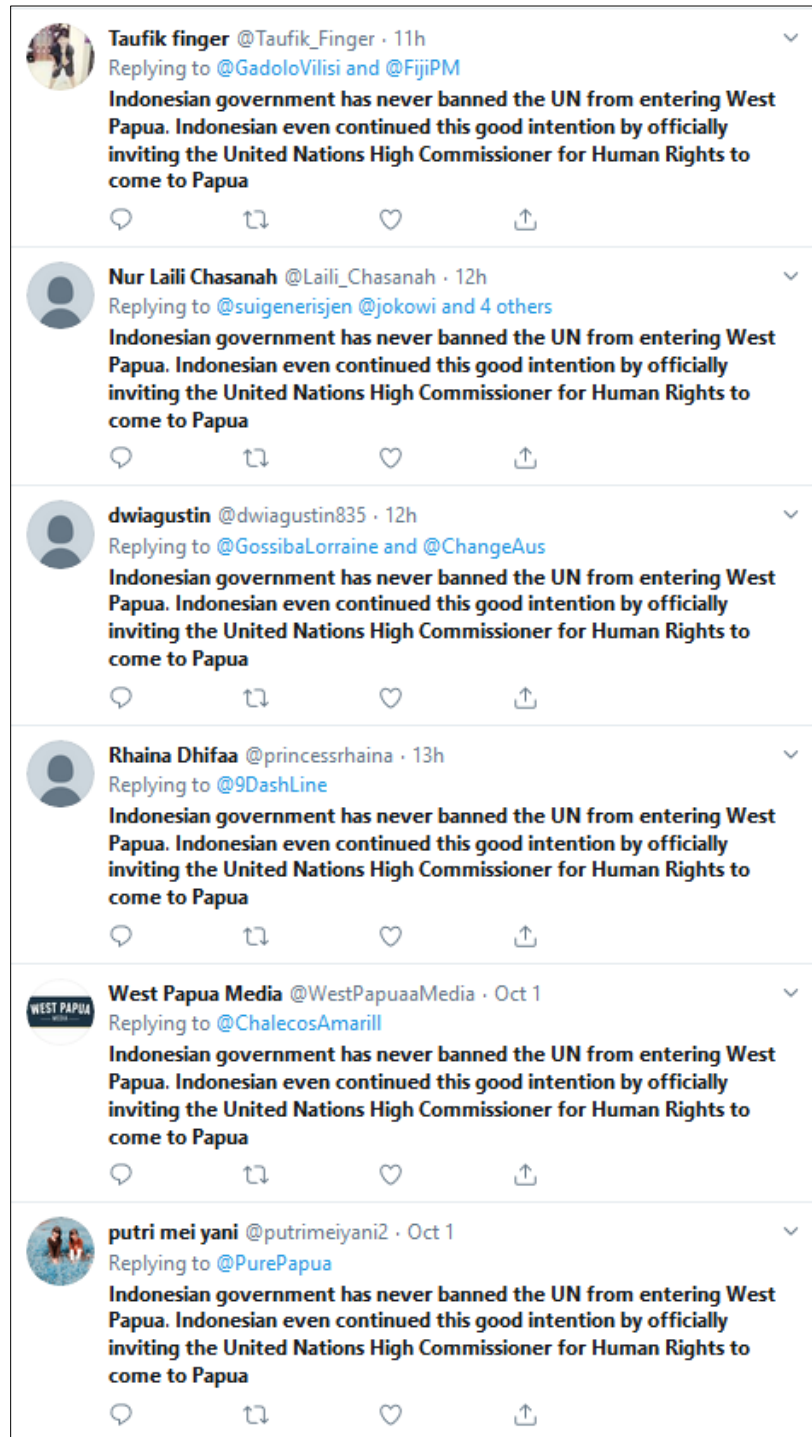 Taufik finger @Taufik_Finger · 11h
Replying to @GadoloVilisi and @FijiPM
Indonesian government has never banned the UN from entering West
Papua. Indonesian even continued this good intention by officially
inviting the United Nations High Commissioner for Human Rights to
come to Papua
Nur Laili Chasanah @Laili_Chasanah · 12h
Replying to @suigenerisjen @jokowi and 4 others
Indonesian government has never banned the UN from entering West
Papua. Indonesian even continued this good intention by officially
inviting the United Nations High Commissioner for Human Rights to
come to Papua
dwiagustin @dwiagustin835 · 12h
Replying to @GossibaLorraine and @ChangeAus
Indonesian government has never banned the UN from entering West
Papua. Indonesian even continued this good intention by officially
inviting the United Nations High Commissioner for Human Rights to
come to Papua
Rhaina Dhifaa @princessrhaina · 13h
Replying to @9DashLine
Indonesian government has never banned the UN from entering West
Papua. Indonesian even continued this good intention by officially
inviting the United Nations High Commissioner for Human Rights to
come to Papua
WEST PAPUA
MEDIA
West Papua Media @WestPapuaaMedia · Oct 1
Replying to @ChalecosAmarill
Indonesian government has never banned the UN from entering West
Papua. Indonesian even continued this good intention by officially
inviting the United Nations High Commissioner for Human Rights to
come to Papua
putri mei yani @putrimeiyani2 · Oct 1
Replying to @PurePapua
Indonesian government has never banned the UN from entering West
Papua. Indonesian even continued this good intention by officially
inviting the United Nations High Commissioner for Human Rights to
come to Papua